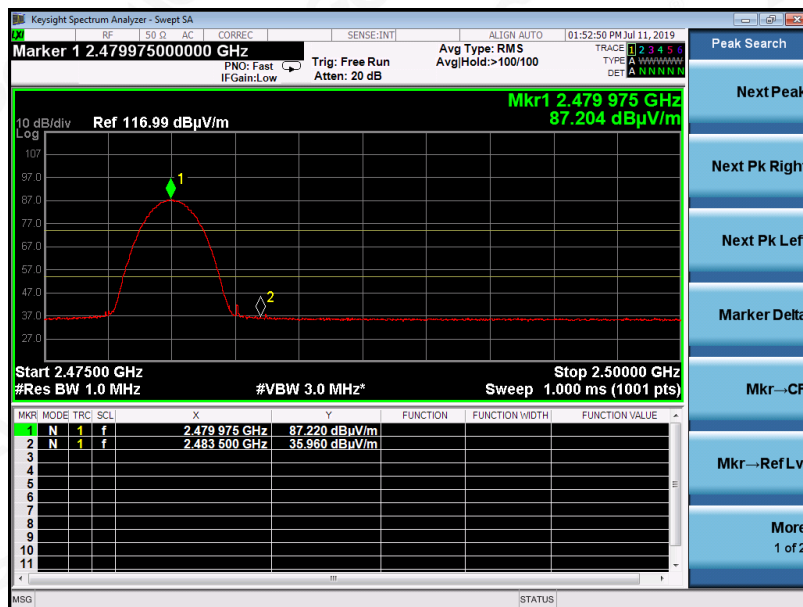 Keysight Spectrum Analyzer - Swept SA
LXI RF 50 Ω AC CORREC SENSE:INT ALIGN AUTO 01:52:50 PM Jul 11, 2019
Marker 1 2.479975000000 GHz
PNO: Fast
IFGain:Low
Trig: Free Run
Atten: 20 dB
Avg Type: RMS
Avg|Hold:>100/100
TRACE 1 2 3 4 5 6
TYPE A WWWWW
DET A N N N N N
Peak Search
Next Peak
Next Pk Right
Next Pk Left
Marker Delta
Mkr→CF
Mkr→Ref Lv
More
1 of 2
Mkr1 2.479 975 GHz
87.204 dBµV/m
10 dB/div Ref 116.99 dBµV/m
Log
107
97.0
87.0
77.0
67.0
57.0
47.0
37.0
27.0
1
2
Start 2.47500 GHz Stop 2.50000 GHz
#Res BW 1.0 MHz #VBW 3.0 MHz* Sweep 1.000 ms (1001 pts)
MKR MODE TRC SCL X Y FUNCTION FUNCTION WIDTH FUNCTION VALUE
1 N 1 f 2.479 975 GHz 87.220 dBµV/m
2 N 1 f 2.483 500 GHz 35.960 dBµV/m
3
4
5
6
7
8
9
10
11
MSG STATUS